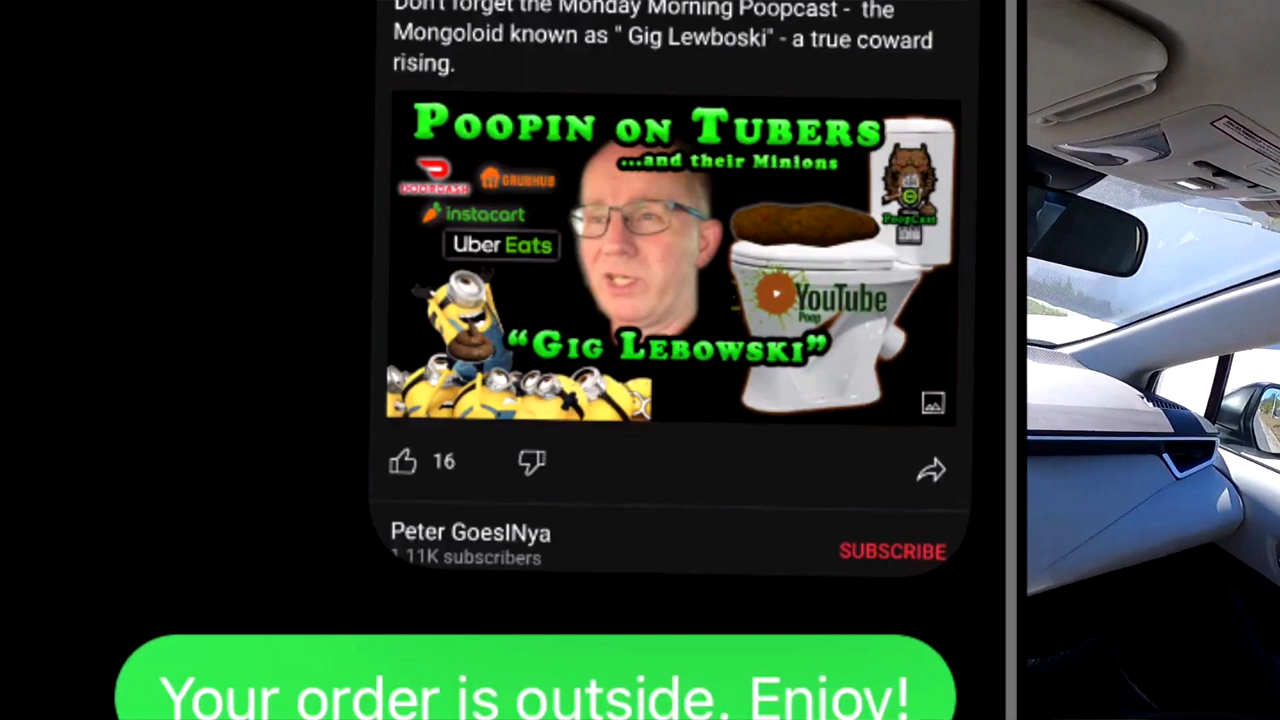 Don't forget the Monday Morning Poopcast - the
Mongoloid known as " Gig Lewboski" - a true coward
rising.
POOPIN ON TUBERS
...and their Minions
DOORDASH
GRUBHUB
instacart
Uber Eats
PoopCast
YouTube
Poop
"GIG LEBOWSKI"
16
Peter GoesINya
1.11K subscribers
SUBSCRIBE
Your order is outside. Enjoy!